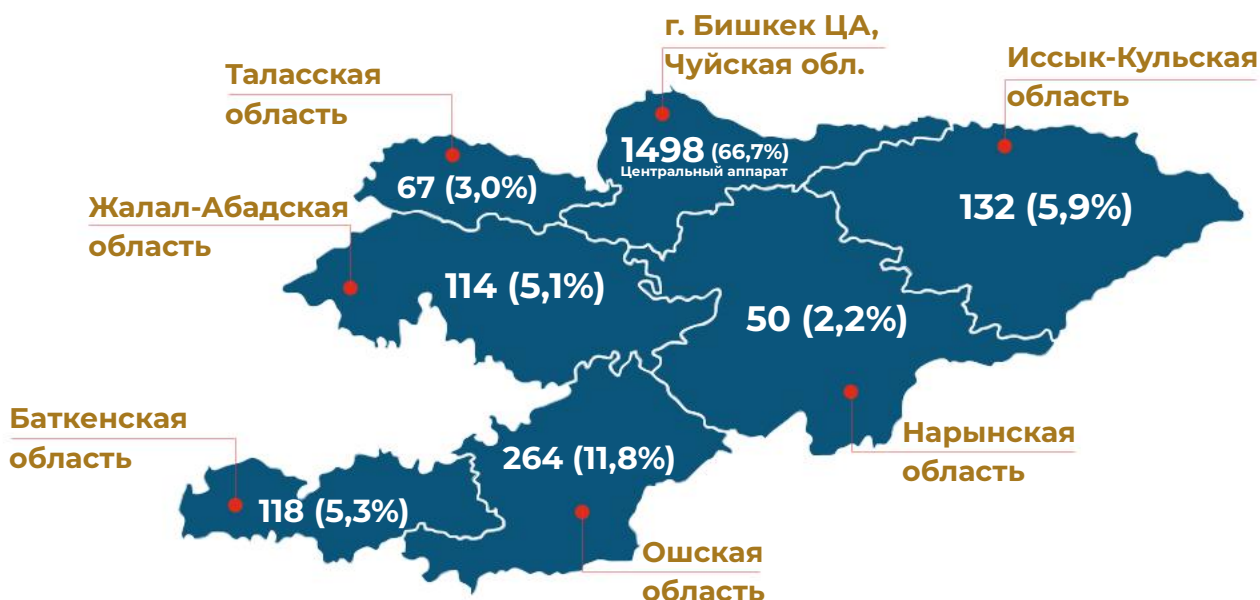 г. Бишкек ЦА,
Чуйская обл.
Иссык-Кульская
область
Таласская
область
1498 (66,7%)
Центральный аппарат
67 (3,0%)
132 (5,9%)
Жалал-Абадская
область
114 (5,1%)
50 (2,2%)
Баткенская
область
Нарынская
область
264 (11,8%)
118 (5,3%)
Ошская
область